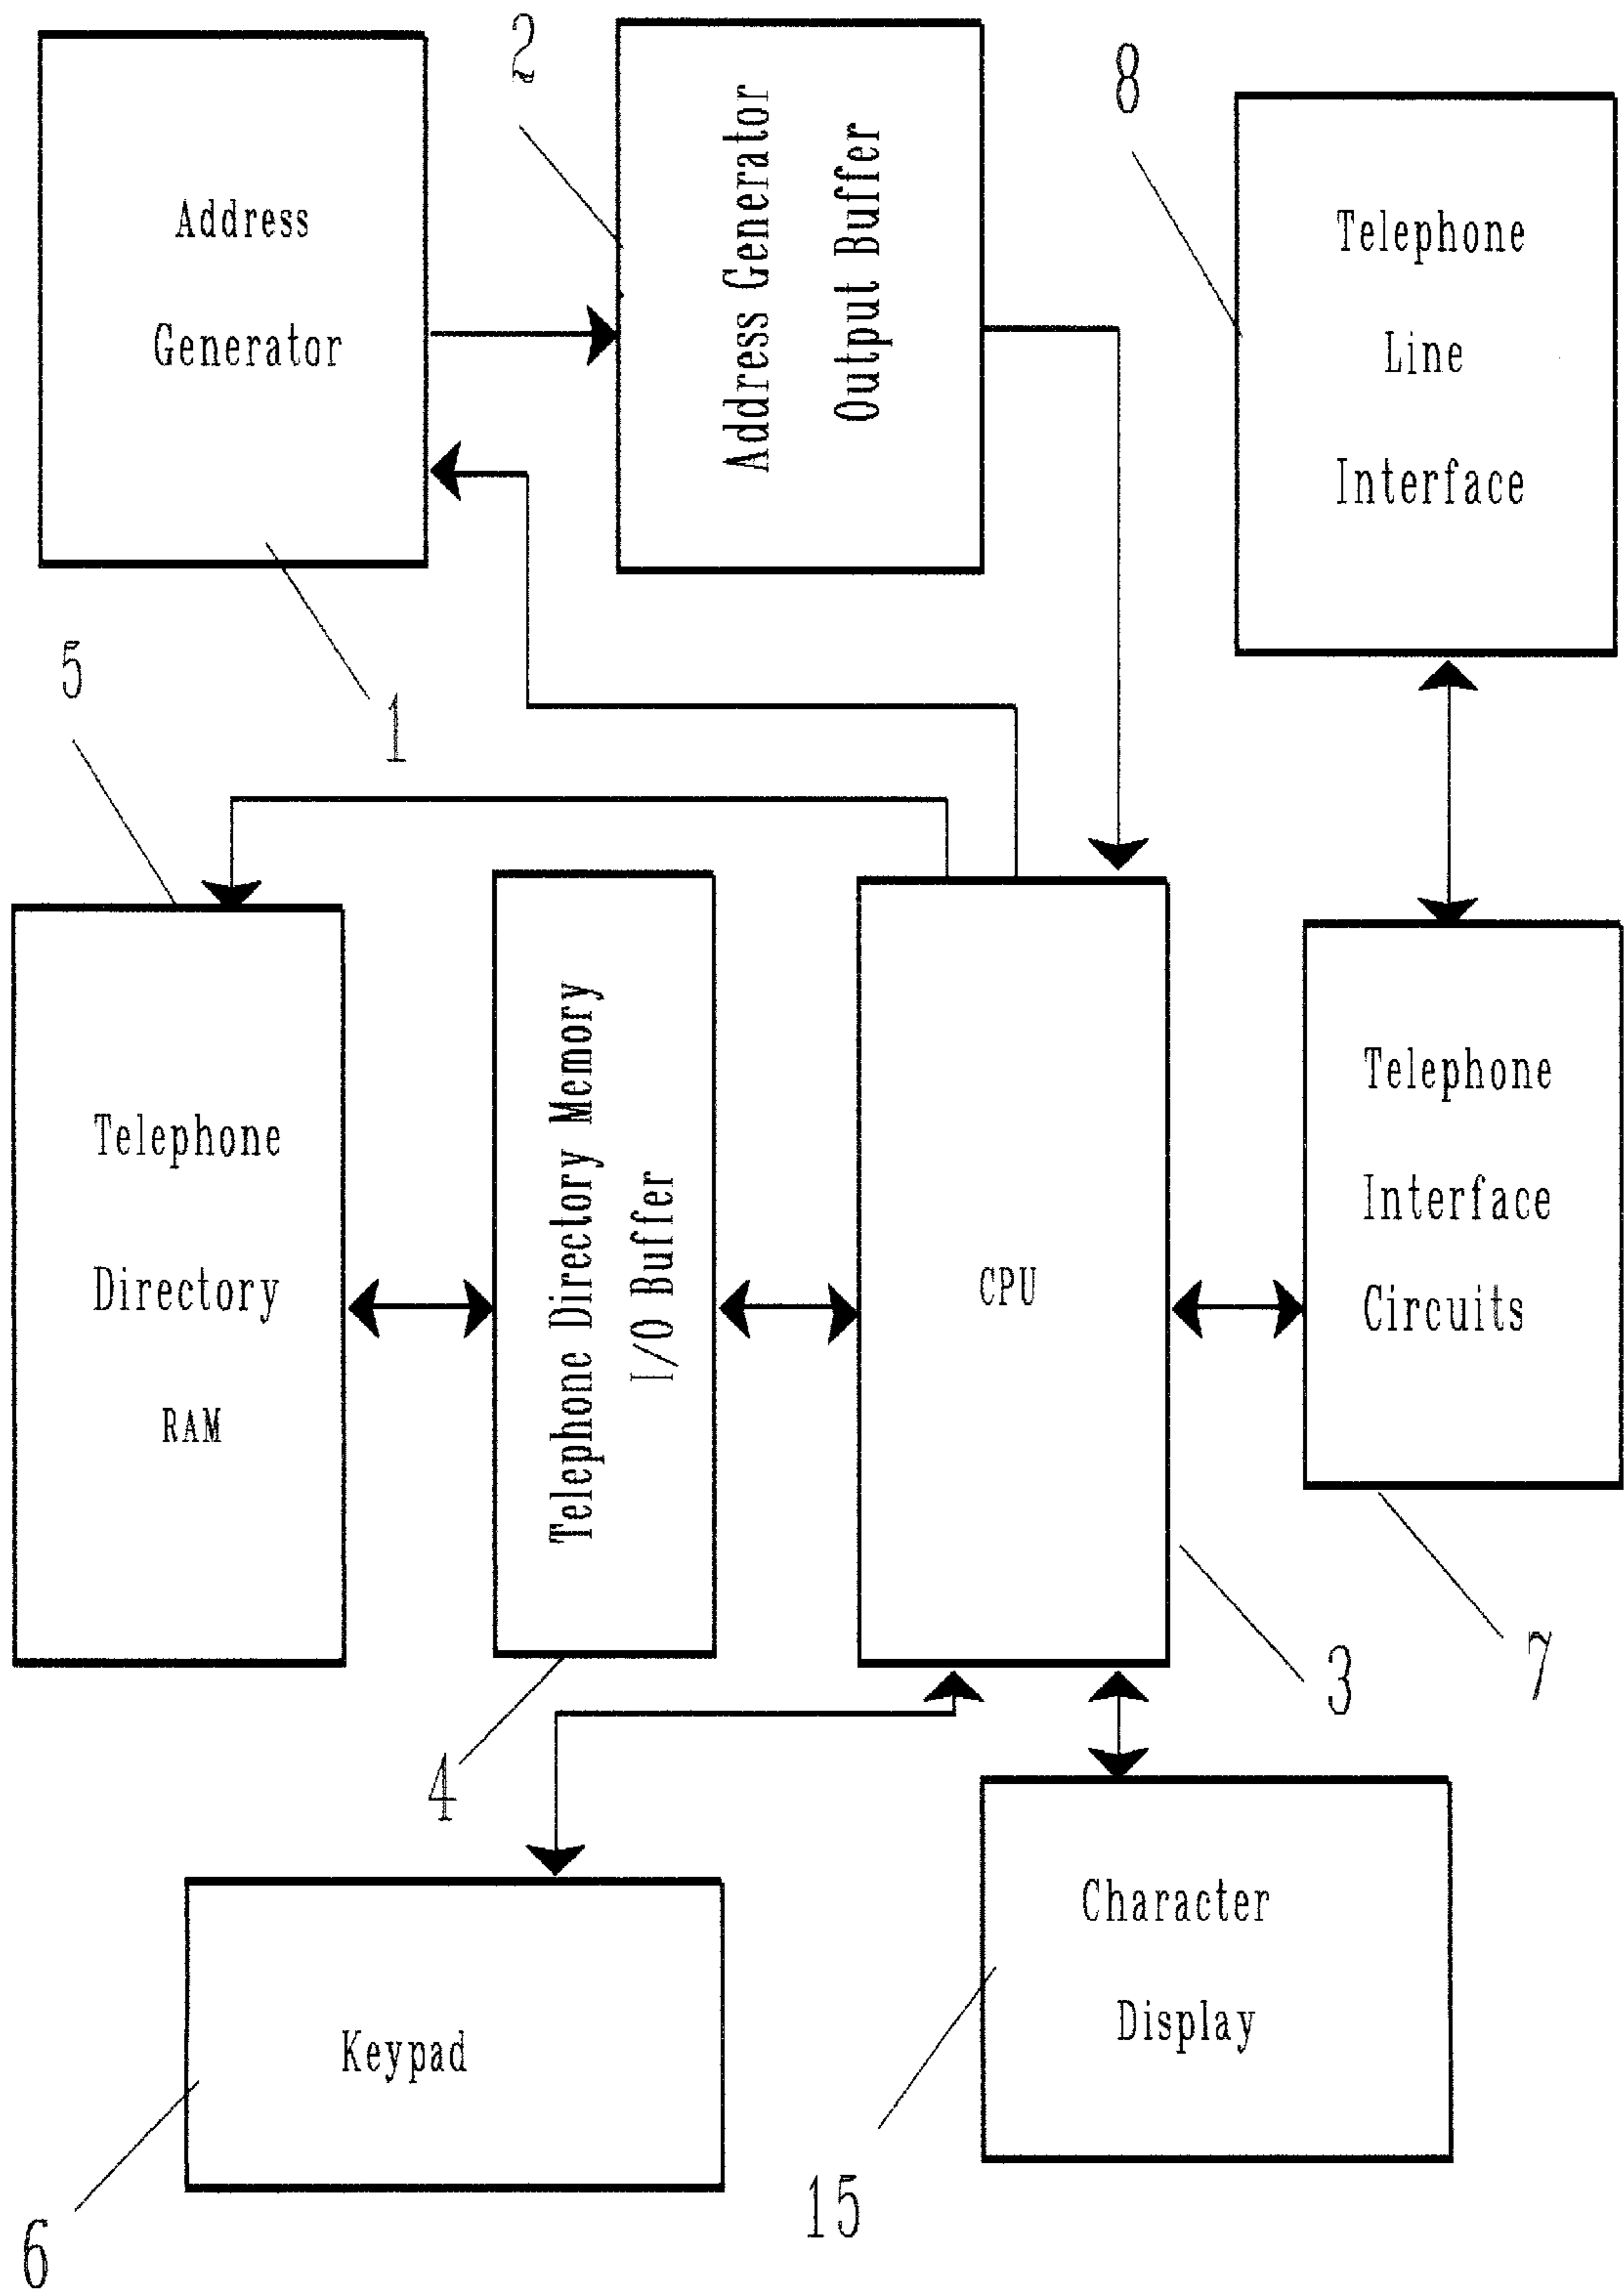 2
8
Address
Generator
Address Generator
Output Buffer
Telephone
Line
Interface
5
1
Telephone
Directory
RAM
Telephone Directory Memory
I/O Buffer
CPU
Telephone
Interface
Circuits
3
7
4
Keypad
Character
Display
6
15